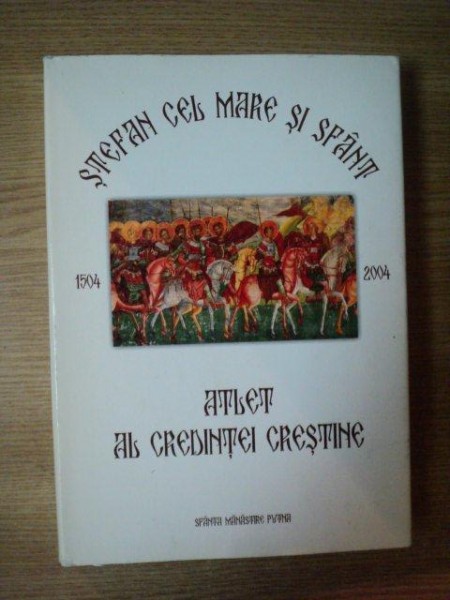 ȘTEFAN CEL MARE ȘI SFÂNT
1504
2004
ATLET
AL CREDINȚEI CREȘTINE
SFÂNTA MĂNĂSTIRE PUTNA